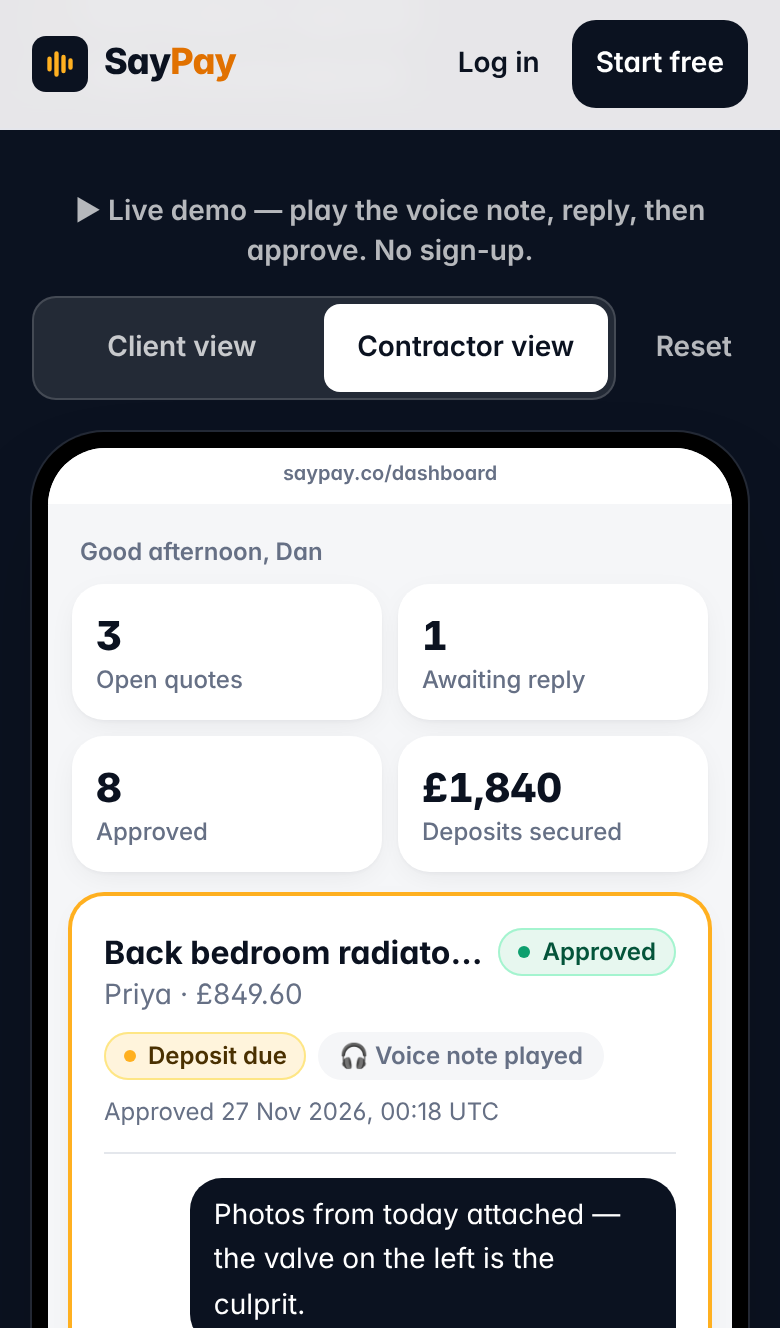 SayPay
Log in
Start free
▶ Live demo — play the voice note, reply, then
approve. No sign-up.
Client view
Contractor view
Reset
saypay.co/dashboard
Good afternoon, Dan
3
Open quotes
1
Awaiting reply
8
Approved
£1,840
Deposits secured
Back bedroom radiato...
Approved
Priya · £849.60
Deposit due
🎧 Voice note played
Approved 27 Nov 2026, 00:18 UTC
Photos from today attached —
the valve on the left is the
culprit.